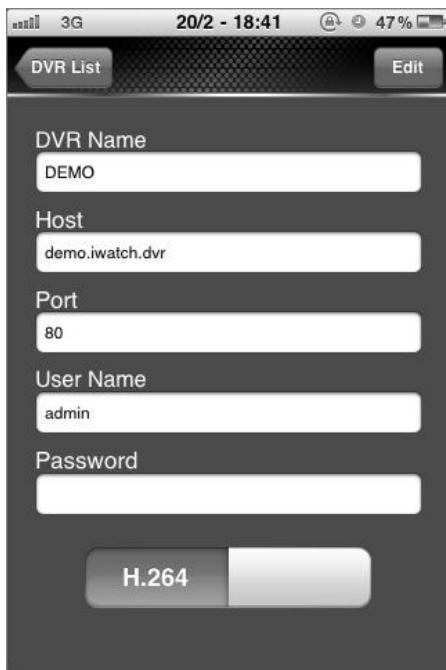 3G 20/2 - 18:41 47%
DVR List Edit
DVR Name
DEMO
Host
demo.iwatch.dvr
Port
80
User Name
admin
Password
H.264